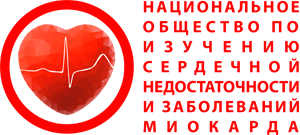 НАЦИОНАЛЬНОЕ
ОБЩЕСТВО ПО
ИЗУЧЕНИЮ
СЕРДЕЧНОЙ
НЕДОСТАТОЧНОСТИ
И ЗАБОЛЕВАНИЙ
МИОКАРДА